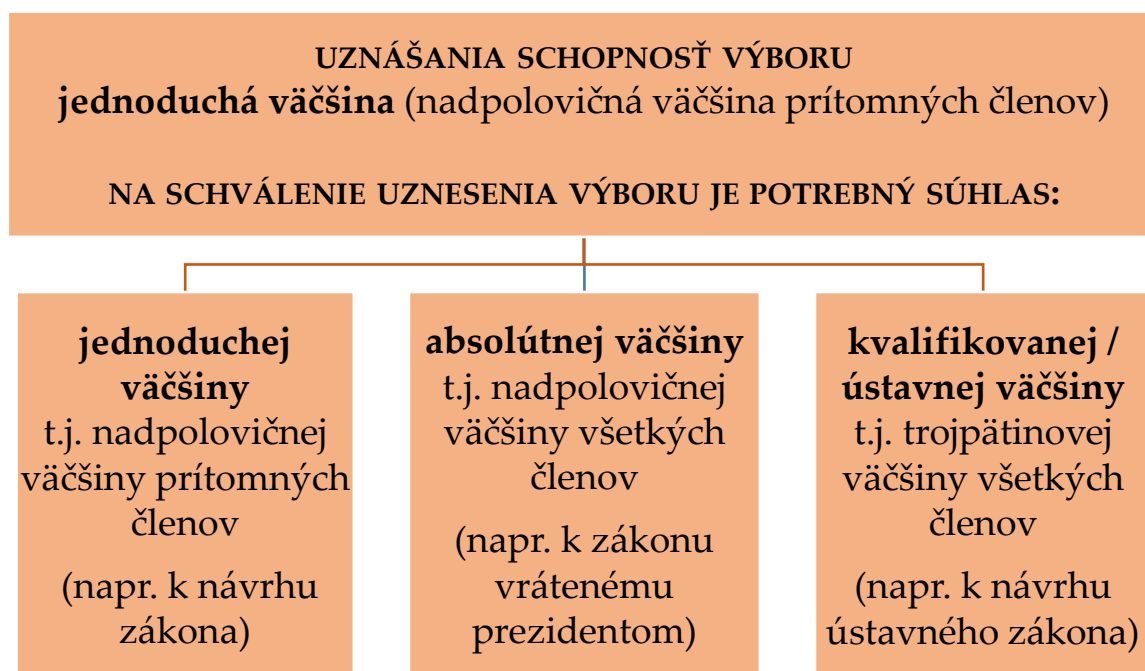 UZNÁŠANIA SCHOPNOSŤ VÝBORU
jednoduchá väčšina (nadpolovičná väčšina prítomných členov)
NA SCHVÁLENIE UZNESENIA VÝBORU JE POTREBNÝ SÚHLAS:
jednoduchej
väčšiny
t.j. nadpolovičnej
väčšiny prítomných
členov
(napr. k návrhu
zákona)
absolútnej väčšiny
t.j. nadpolovičnej
väčšiny všetkých
členov
(napr. k zákonu
vrátenému
prezidentom)
kvalifikovanej /
ústavnej väčšiny
t.j. trojpätinovej
väčšiny všetkých
členov
(napr. k návrhu
ústavného zákona)